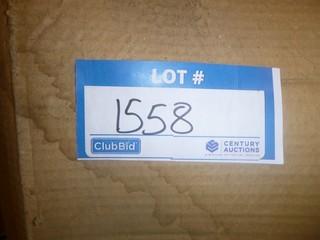 LOT #
1558
ClubBid
CENTURY
AUCTIONS